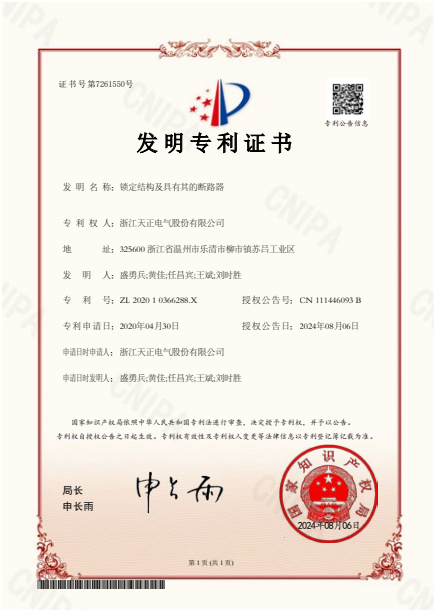 证书号第7261550号
专利公告信息
发明专利证书
发明名称：锁定结构及具有其的断路器
专利权人：浙江天正电气股份有限公司
地址：325600 浙江省温州市乐清市柳市镇苏吕工业区
发明人：盛勇兵;黄佳;任昌宾;王斌;刘时胜
专利号：ZL 2020 1 0366288.X 授权公告号：CN 111446093 B
专利申请日：2020年04月30日 授权公告日：2024年08月06日
申请日时申请人：浙江天正电气股份有限公司
申请日时发明人：盛勇兵;黄佳;任昌宾;王斌;刘时胜
国家知识产权局依照中华人民共和国专利法进行审查，决定授予专利权，并予以公告。
专利权自授权公告之日起生效。专利权有效性及专利权人变更等法律信息以专利登记簿记载为准。
局长
申长雨
申长雨
国家知识产权局
2024年08月06日
第 1 页 (共 1 页)
CNIPA
CNIPA
CNIPA
CNIPA
CNIPA
CNIPA